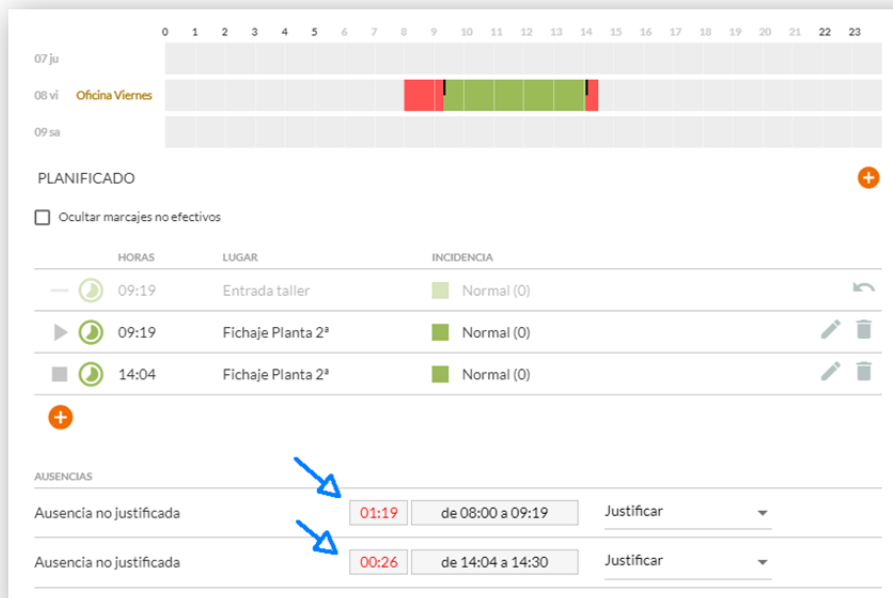 0 1 2 3 4 5 6 7 8 9 10 11 12 13 14 15 16 17 18 19 20 21 22 23
07 ju
08 vi Oficina Viernes
09 sa
PLANIFICADO
Ocultar marcajes no efectivos
HORAS LUGAR INCIDENCIA
09:19 Entrada taller Normal (0)
09:19 Fichaje Planta 2ª Normal (0)
14:04 Fichaje Planta 2ª Normal (0)
AUSENCIAS
Ausencia no justificada 01:19 de 08:00 a 09:19 Justificar
Ausencia no justificada 00:26 de 14:04 a 14:30 Justificar